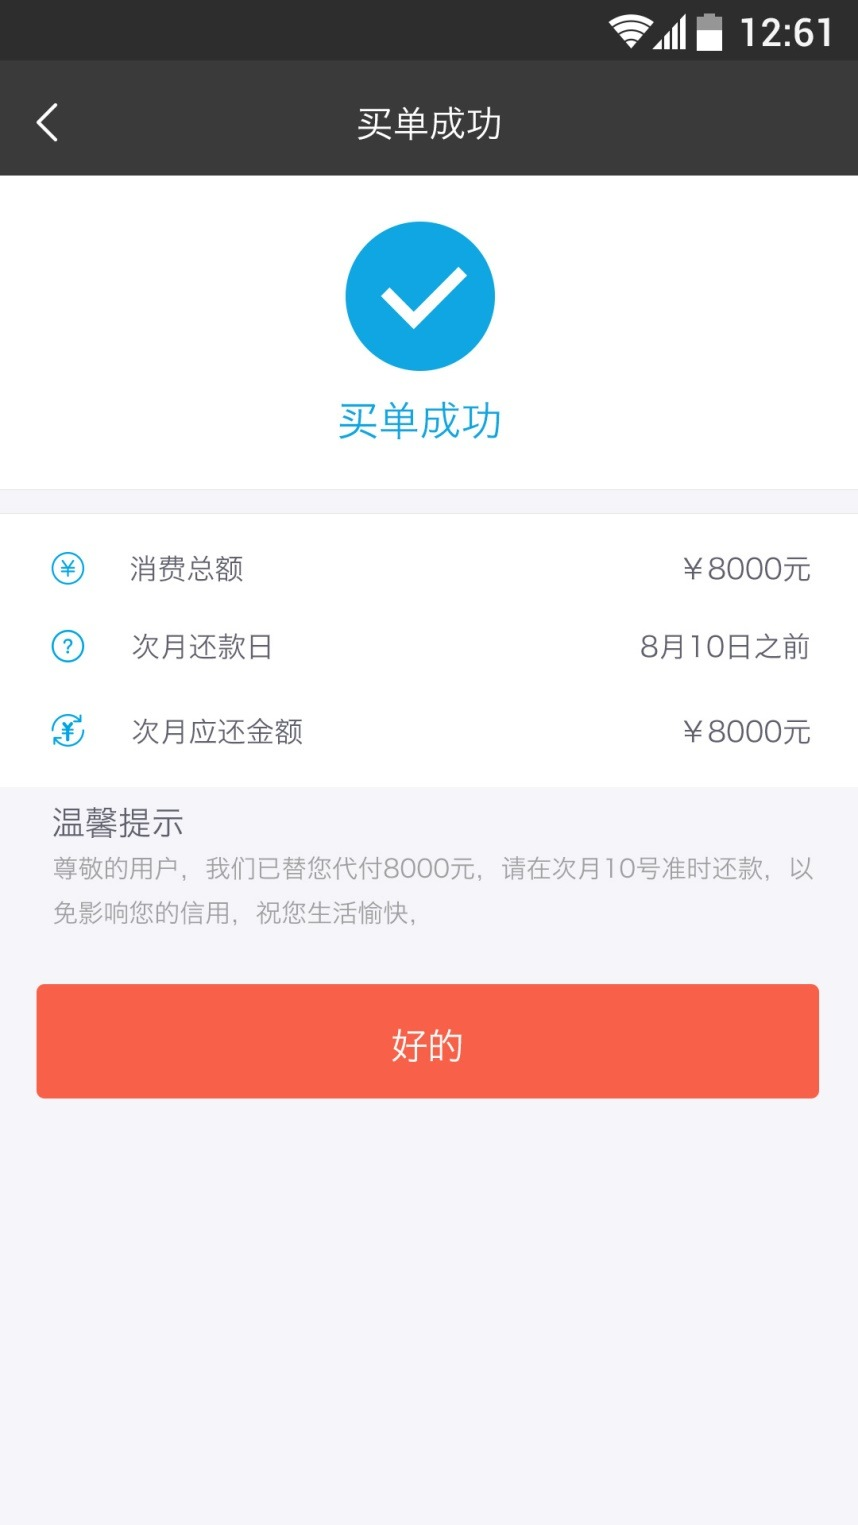 12:61
买单成功
买单成功
消费总额 ￥8000元
次月还款日 8月10日之前
次月应还金额 ￥8000元
温馨提示
尊敬的用户，我们已替您代付8000元，请在次月10号准时还款，以
免影响您的信用，祝您生活愉快，
好的